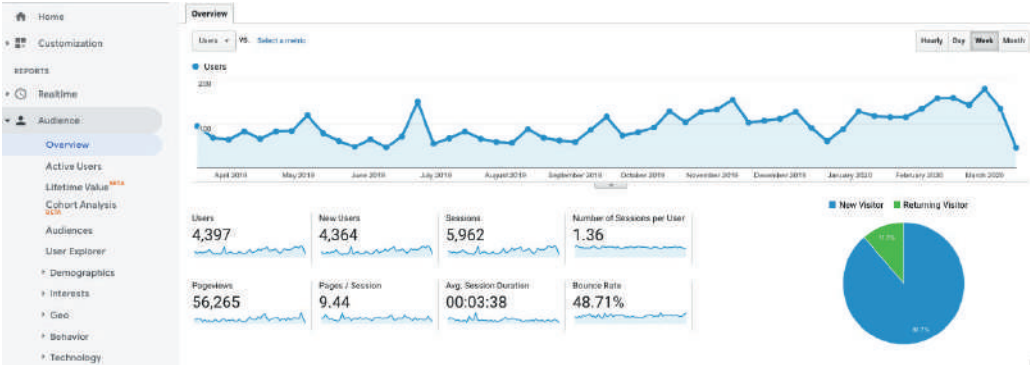 Home
Customization
REPORTS
Realtime
Audience
Overview
Active Users
Lifetime Value BETA
Cohort Analysis
BETA
Audiences
User Explorer
Demographics
Interests
Geo
Behavior
Technology
Overview
Users VS. Select a metric
Hourly Day Week Month
Users
200
100
April 2019 May 2019 June 2019 July 2019 August 2019 September 2019 October 2019 November 2019 December 2019 January 2020 February 2020 March 2020
New Visitor Returning Visitor
Users New Users Sessions Number of Sessions per User
4,397 4,364 5,962 1.36
Pageviews Pages / Session Avg. Session Duration Bounce Rate
56,265 9.44 00:03:38 48.71%